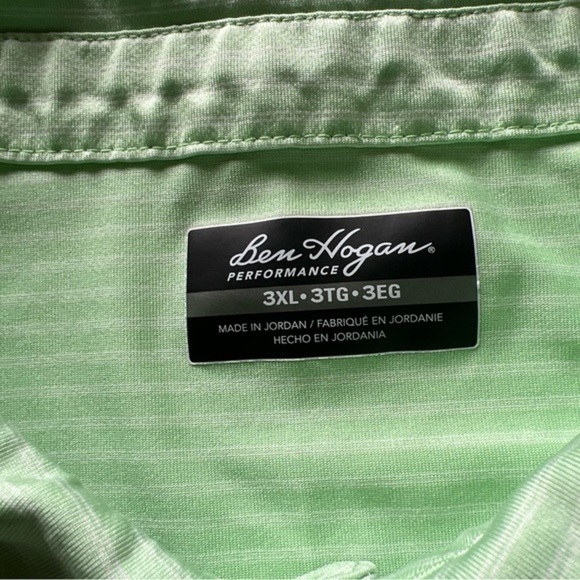 Ben Hogan®
PERFORMANCE
3XL • 3TG • 3EG
MADE IN JORDAN / FABRIQUÉ EN JORDANIE
HECHO EN JORDANIA